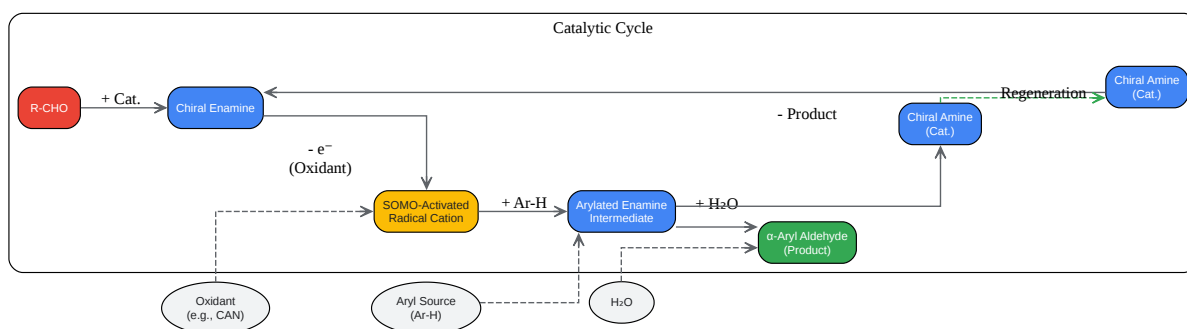 Catalytic Cycle
R-CHO
+ Cat.
Chiral Enamine
Chiral Amine
(Cat.)
Regeneration
Chiral Amine
(Cat.)
- Product
- e⁻
(Oxidant)
SOMO-Activated
Radical Cation
+ Ar-H
Arylated Enamine
Intermediate
+ H₂O
α-Aryl Aldehyde
(Product)
Oxidant
(e.g., CAN)
Aryl Source
(Ar-H)
H₂O